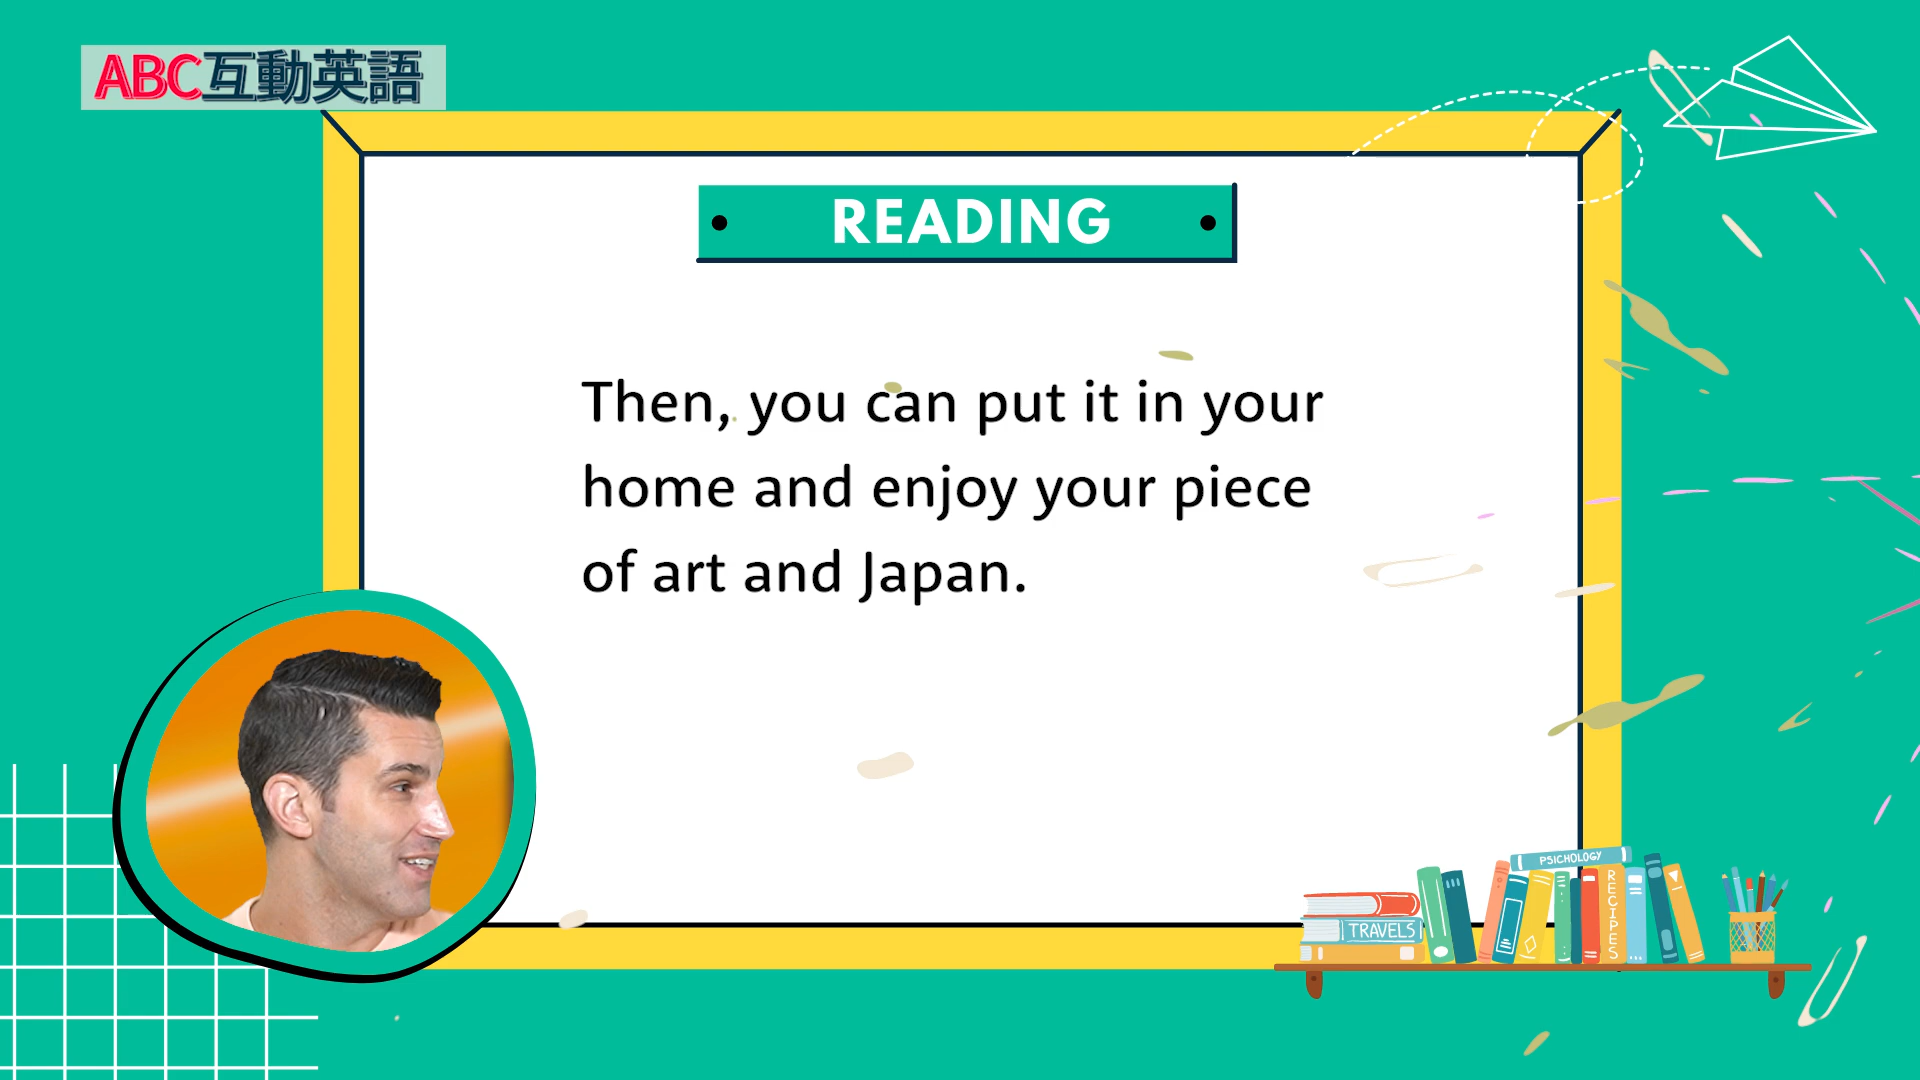 ABC互動英語
READING
Then, you can put it in your
home and enjoy your piece
of art and Japan.
PSICHOLOGY
RECIPES
TRAVELS